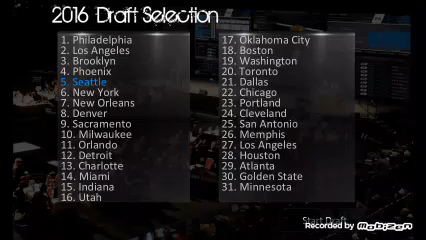 2016 Draft Selection
1. Philadelphia
2. Los Angeles
3. Brooklyn
4. Phoenix
5. Seattle
6. New York
7. New Orleans
8. Denver
9. Sacramento
10. Milwaukee
11. Orlando
12. Detroit
13. Charlotte
14. Miami
15. Indiana
16. Utah
17. Oklahoma City
18. Boston
19. Washington
20. Toronto
21. Dallas
22. Chicago
23. Portland
24. Cleveland
25. San Antonio
26. Memphis
27. Los Angeles
28. Houston
29. Atlanta
30. Golden State
31. Minnesota
Start Draft
Recorded by Mobizen